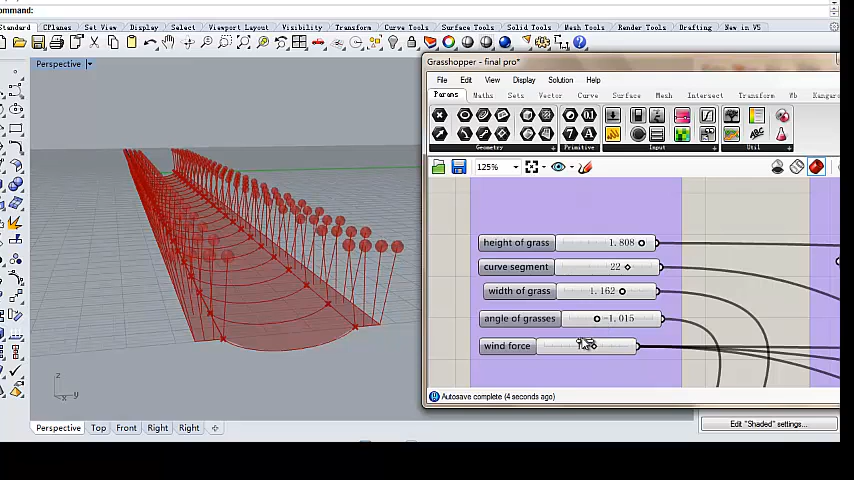 Command:
Standard CPlanes Set View Display Select Viewport Layout Visibility Transform Curve Tools Surface Tools Solid Tools Mesh Tools Render Tools Drafting New in V5
Perspective
Grasshopper - final pro*
File Edit View Display Solution Help
Params Maths Sets Vector Curve Surface Mesh Intersect Transform Wb Kangaroo
Geometry Primitive Input Util
125%
height of grass 1.808
curve segment 22
width of grass 1.162
angle of grasses -1.015
wind force
Autosave complete (4 seconds ago)
z
x y
Perspective Top Front Right Right
Edit "Shaded" settings...